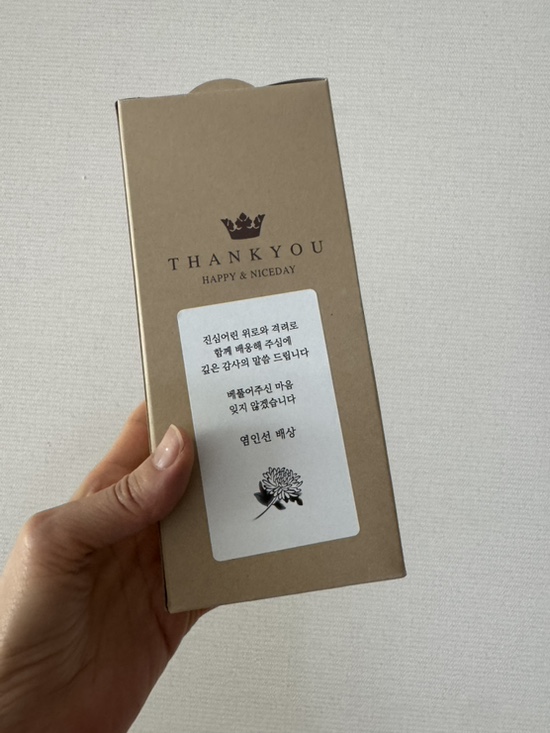 THANKYOU
HAPPY & NICEDAY
진심어린 위로와 격려로
함께 배웅해 주심에
깊은 감사의 말씀 드립니다
베풀어주신 마음
잊지 않겠습니다
염인선 배상